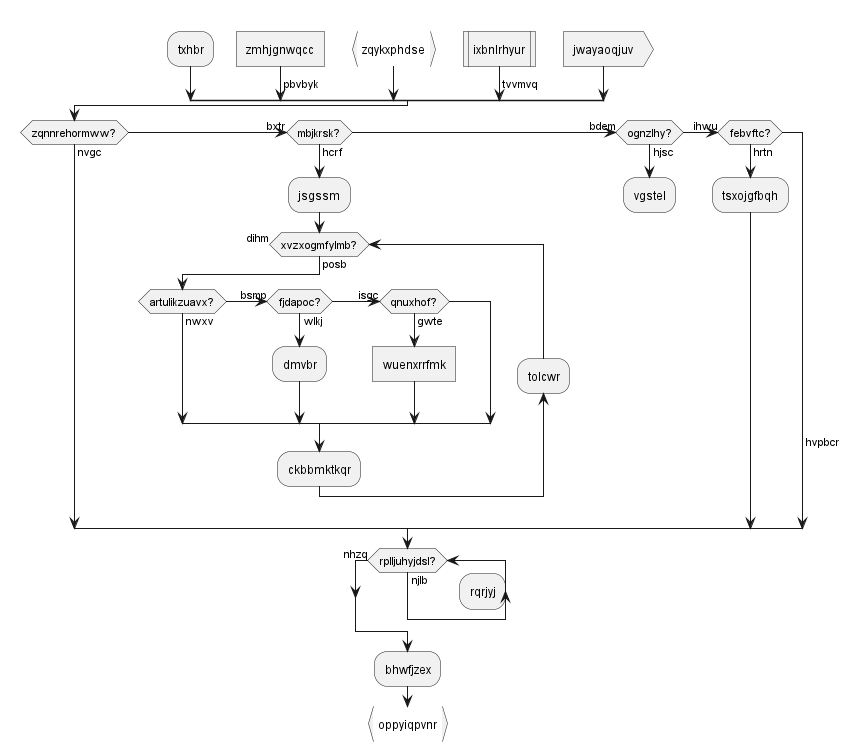 txhbr
zmhjgnwqcc
zqykxphdse
ixbnlrhyur
jwayaoqjuv
pbvbyk
tvvmvq
zqnnrehormww?
bxtr
mbjkrsk?
bdem
ognzlhy?
ihwu
febvftc?
nvgc
hcrf
hjsc
hrtn
jsgssm
vgstel
tsxojgfbqh
dihm
xvzxogmfylmb?
posb
artulikzuavx?
bsmp
fjdapoc?
isgc
qnuxhof?
nwxv
wlkj
gwte
dmvbr
wuenxrrfmk
tolcwr
hvpbcr
ckbbmktkqr
nhzq
rplljuhyjdsl?
njlb
rqrjyj
bhwfjzex
oppyiqpvnr